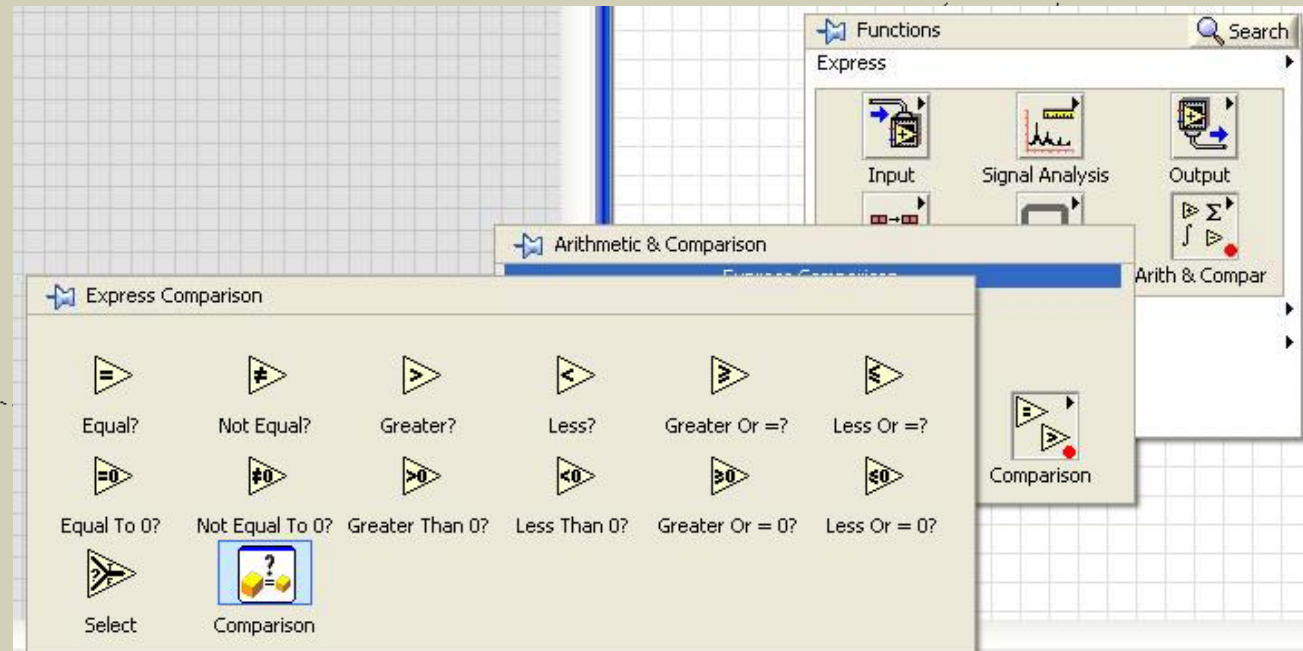 Functions
Search
Express
Input Signal Analysis Output
Arith & Compar
Arithmetic & Comparison
Express Comparison
Comparison
Express Comparison
Equal? Not Equal? Greater? Less? Greater Or =? Less Or =?
Equal To 0? Not Equal To 0? Greater Than 0? Less Than 0? Greater Or = 0? Less Or = 0?
Select Comparison